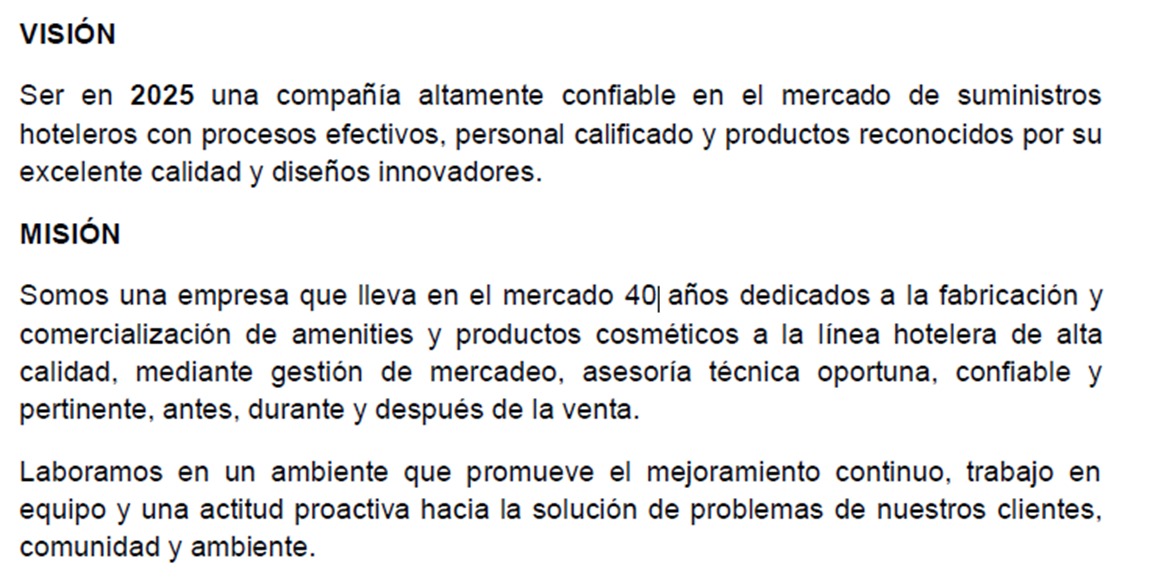 VISIÓN
Ser en 2025 una compañía altamente confiable en el mercado de suministros
hoteleros con procesos efectivos, personal calificado y productos reconocidos por su
excelente calidad y diseños innovadores.
MISIÓN
Somos una empresa que lleva en el mercado 40 años dedicados a la fabricación y
comercialización de amenities y productos cosméticos a la línea hotelera de alta
calidad, mediante gestión de mercadeo, asesoría técnica oportuna, confiable y
pertinente, antes, durante y después de la venta.
Laboramos en un ambiente que promueve el mejoramiento continuo, trabajo en
equipo y una actitud proactiva hacia la solución de problemas de nuestros clientes,
comunidad y ambiente.